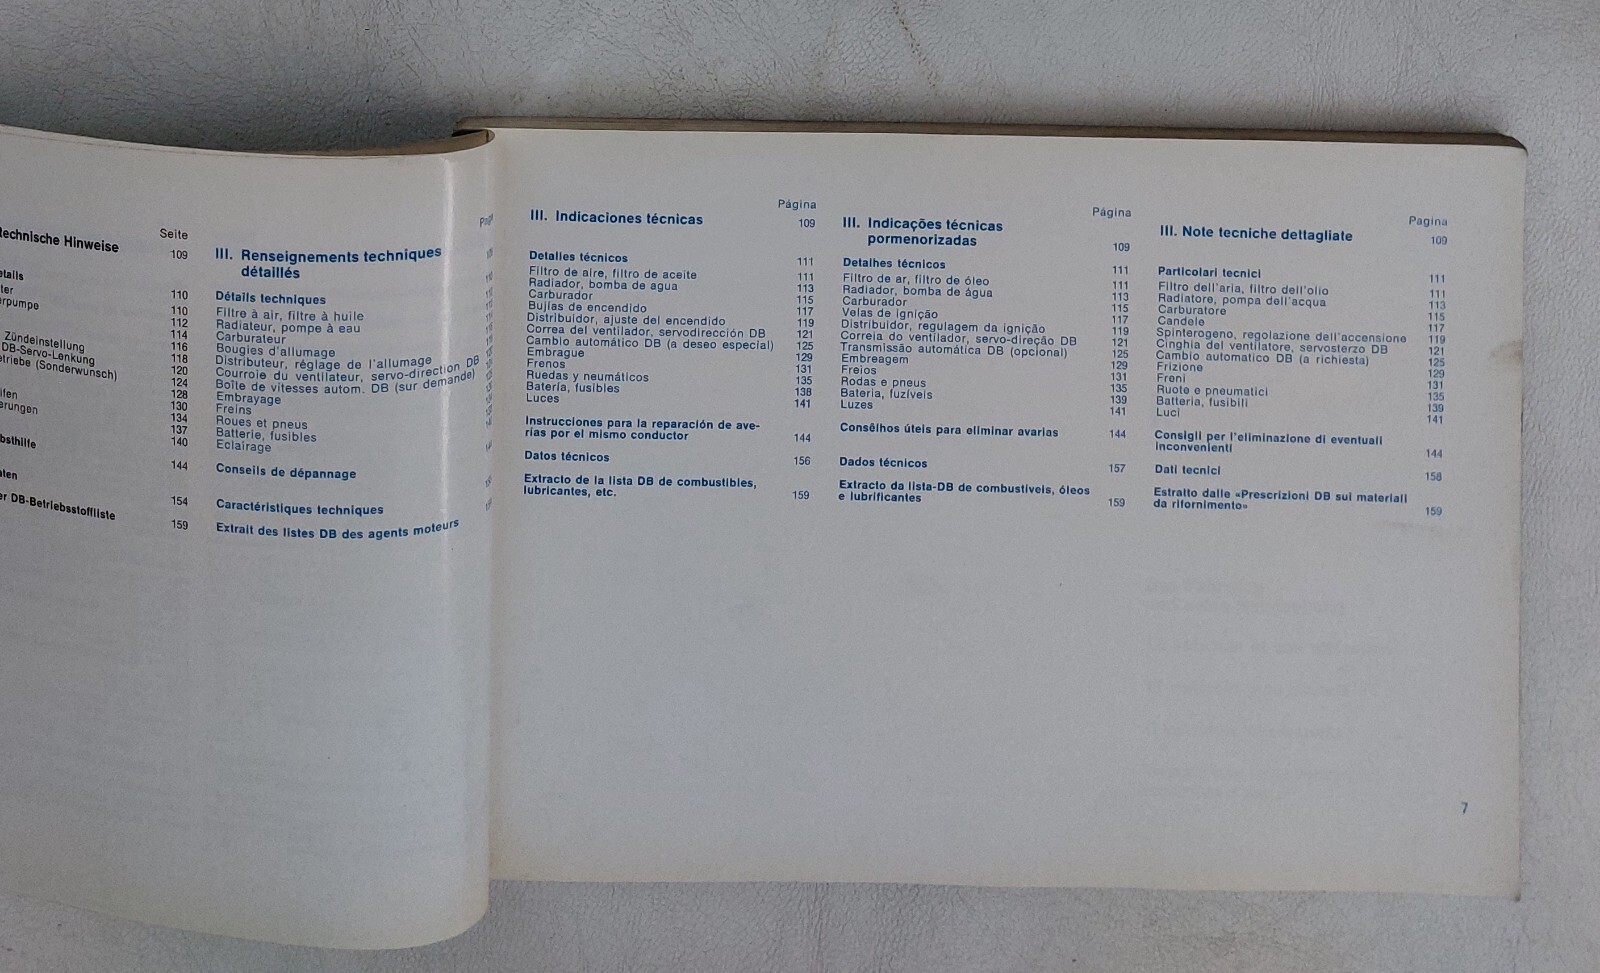 technische Hinweise
Seite
109
ter
110
110
112
Zündeinstellung
114
DB-Servo-Lenkung
116
(Sonderwunsch)
118
120
124
128
130
134
137
140
144
154
DB-Betriebsstoffliste
159
III. Renseignements techniques
détaillés
Détails techniques
Filtre à air, filtre à huile
Radiateur, pompe à eau
Carburateur
Bougies d'allumage
Distributeur, réglage de l'allumage
Courroie du ventilateur, servo-direction DB
Boîte de vitesses autom. DB (sur demande)
Embrayage
Freins
Roues et pneus
Batterie, fusibles
Eclairage
Conseils de dépannage
Caractéristiques techniques
Extrait des listes DB des agents moteurs
Página
III. Indicaciones técnicas 109
Detalles técnicos 111
Filtro de aire, filtro de aceite 111
Radiador, bomba de agua 113
Carburador 115
Bujías de encendido 117
Distribuidor, ajuste del encendido 119
Correa del ventilador, servodirección DB 121
Cambio automático DB (a deseo especial) 125
Embrague 129
Frenos 131
Ruedas y neumáticos 135
Batería, fusibles 138
Luces 141
Instrucciones para la reparación de ave-
rías por el mismo conductor 144
Datos técnicos 156
Extracto de la lista DB de combustibles,
lubricantes, etc. 159
Página
III. Indicações técnicas
pormenorizadas 109
Detalhes técnicos 111
Filtro de ar, filtro de óleo 111
Radiador, bomba de água 113
Carburador 115
Velas de ignição 117
Distribuidor, regulagem da ignição 119
Correia do ventilador, servo-direção DB 121
Transmissão automática DB (opcional) 125
Embreagem 129
Freios 131
Rodas e pneus 135
Bateria, fuzíveis 139
Luzes 141
Consêlhos úteis para eliminar avarias 144
Dados técnicos 157
Extracto da lista-DB de combustíveis, óleos
e lubrificantes 159
Pagina
III. Note tecniche dettagliate 109
Particolari tecnici 111
Filtro dell'aria, filtro dell'olio 111
Radiatore, pompa dell'acqua 113
Carburatore 115
Candele 117
Spinterogeno, regolazione dell'accensione 119
Cinghia del ventilatore, servosterzo DB 121
Cambio automatico DB (a richiesta) 125
Frizione 129
Freni 131
Ruote e pneumatici 135
Batteria, fusibili 139
Luci 141
Consigli per l'eliminazione di eventuali
inconvenienti 144
Dati tecnici 158
Estratto dalle «Prescrizioni DB sui materiali
da rifornimento» 159
7